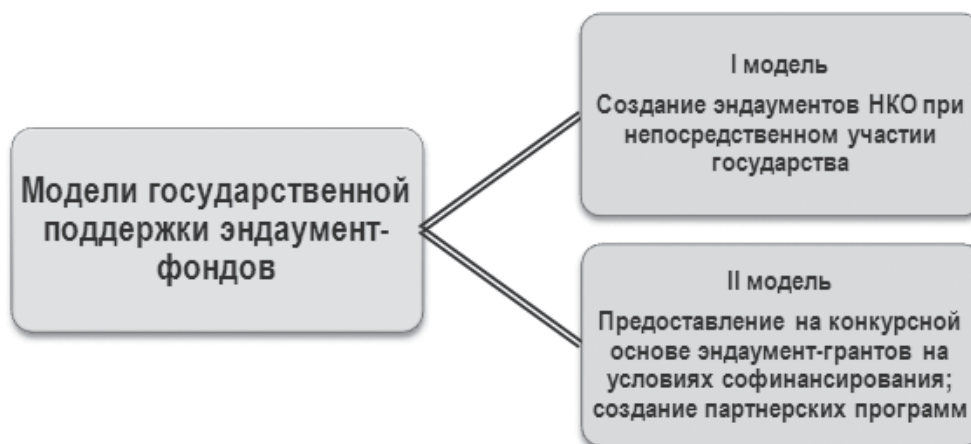 Модели государственной
поддержки эндаумент-
фондов
I модель
Создание эндаументов НКО при
непосредственном участии
государства
II модель
Предоставление на конкурсной
основе эндаумент-грантов на
условиях софинансирования;
создание партнерских программ